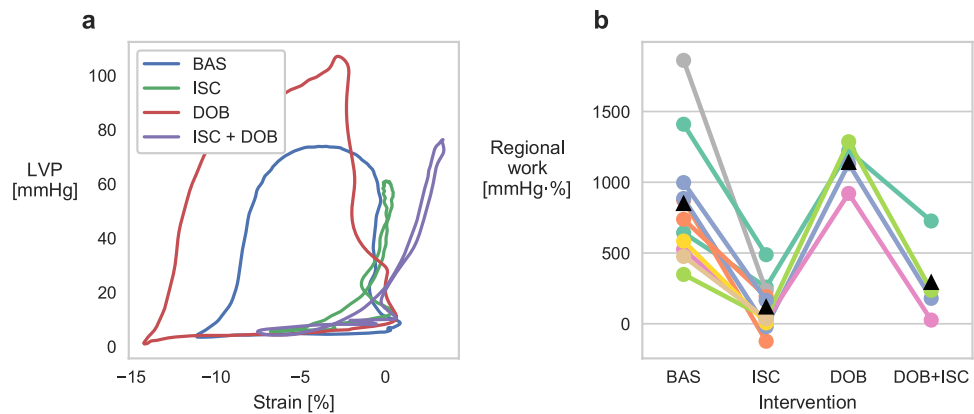 a
LVP
[mmHg]
100
80
60
40
20
0
BAS
ISC
DOB
ISC + DOB
−15
−10
−5
0
Strain [%]
b
Regional
work
[mmHg·%]
1500
1000
500
0
BAS
ISC
DOB
DOB+ISC
Intervention